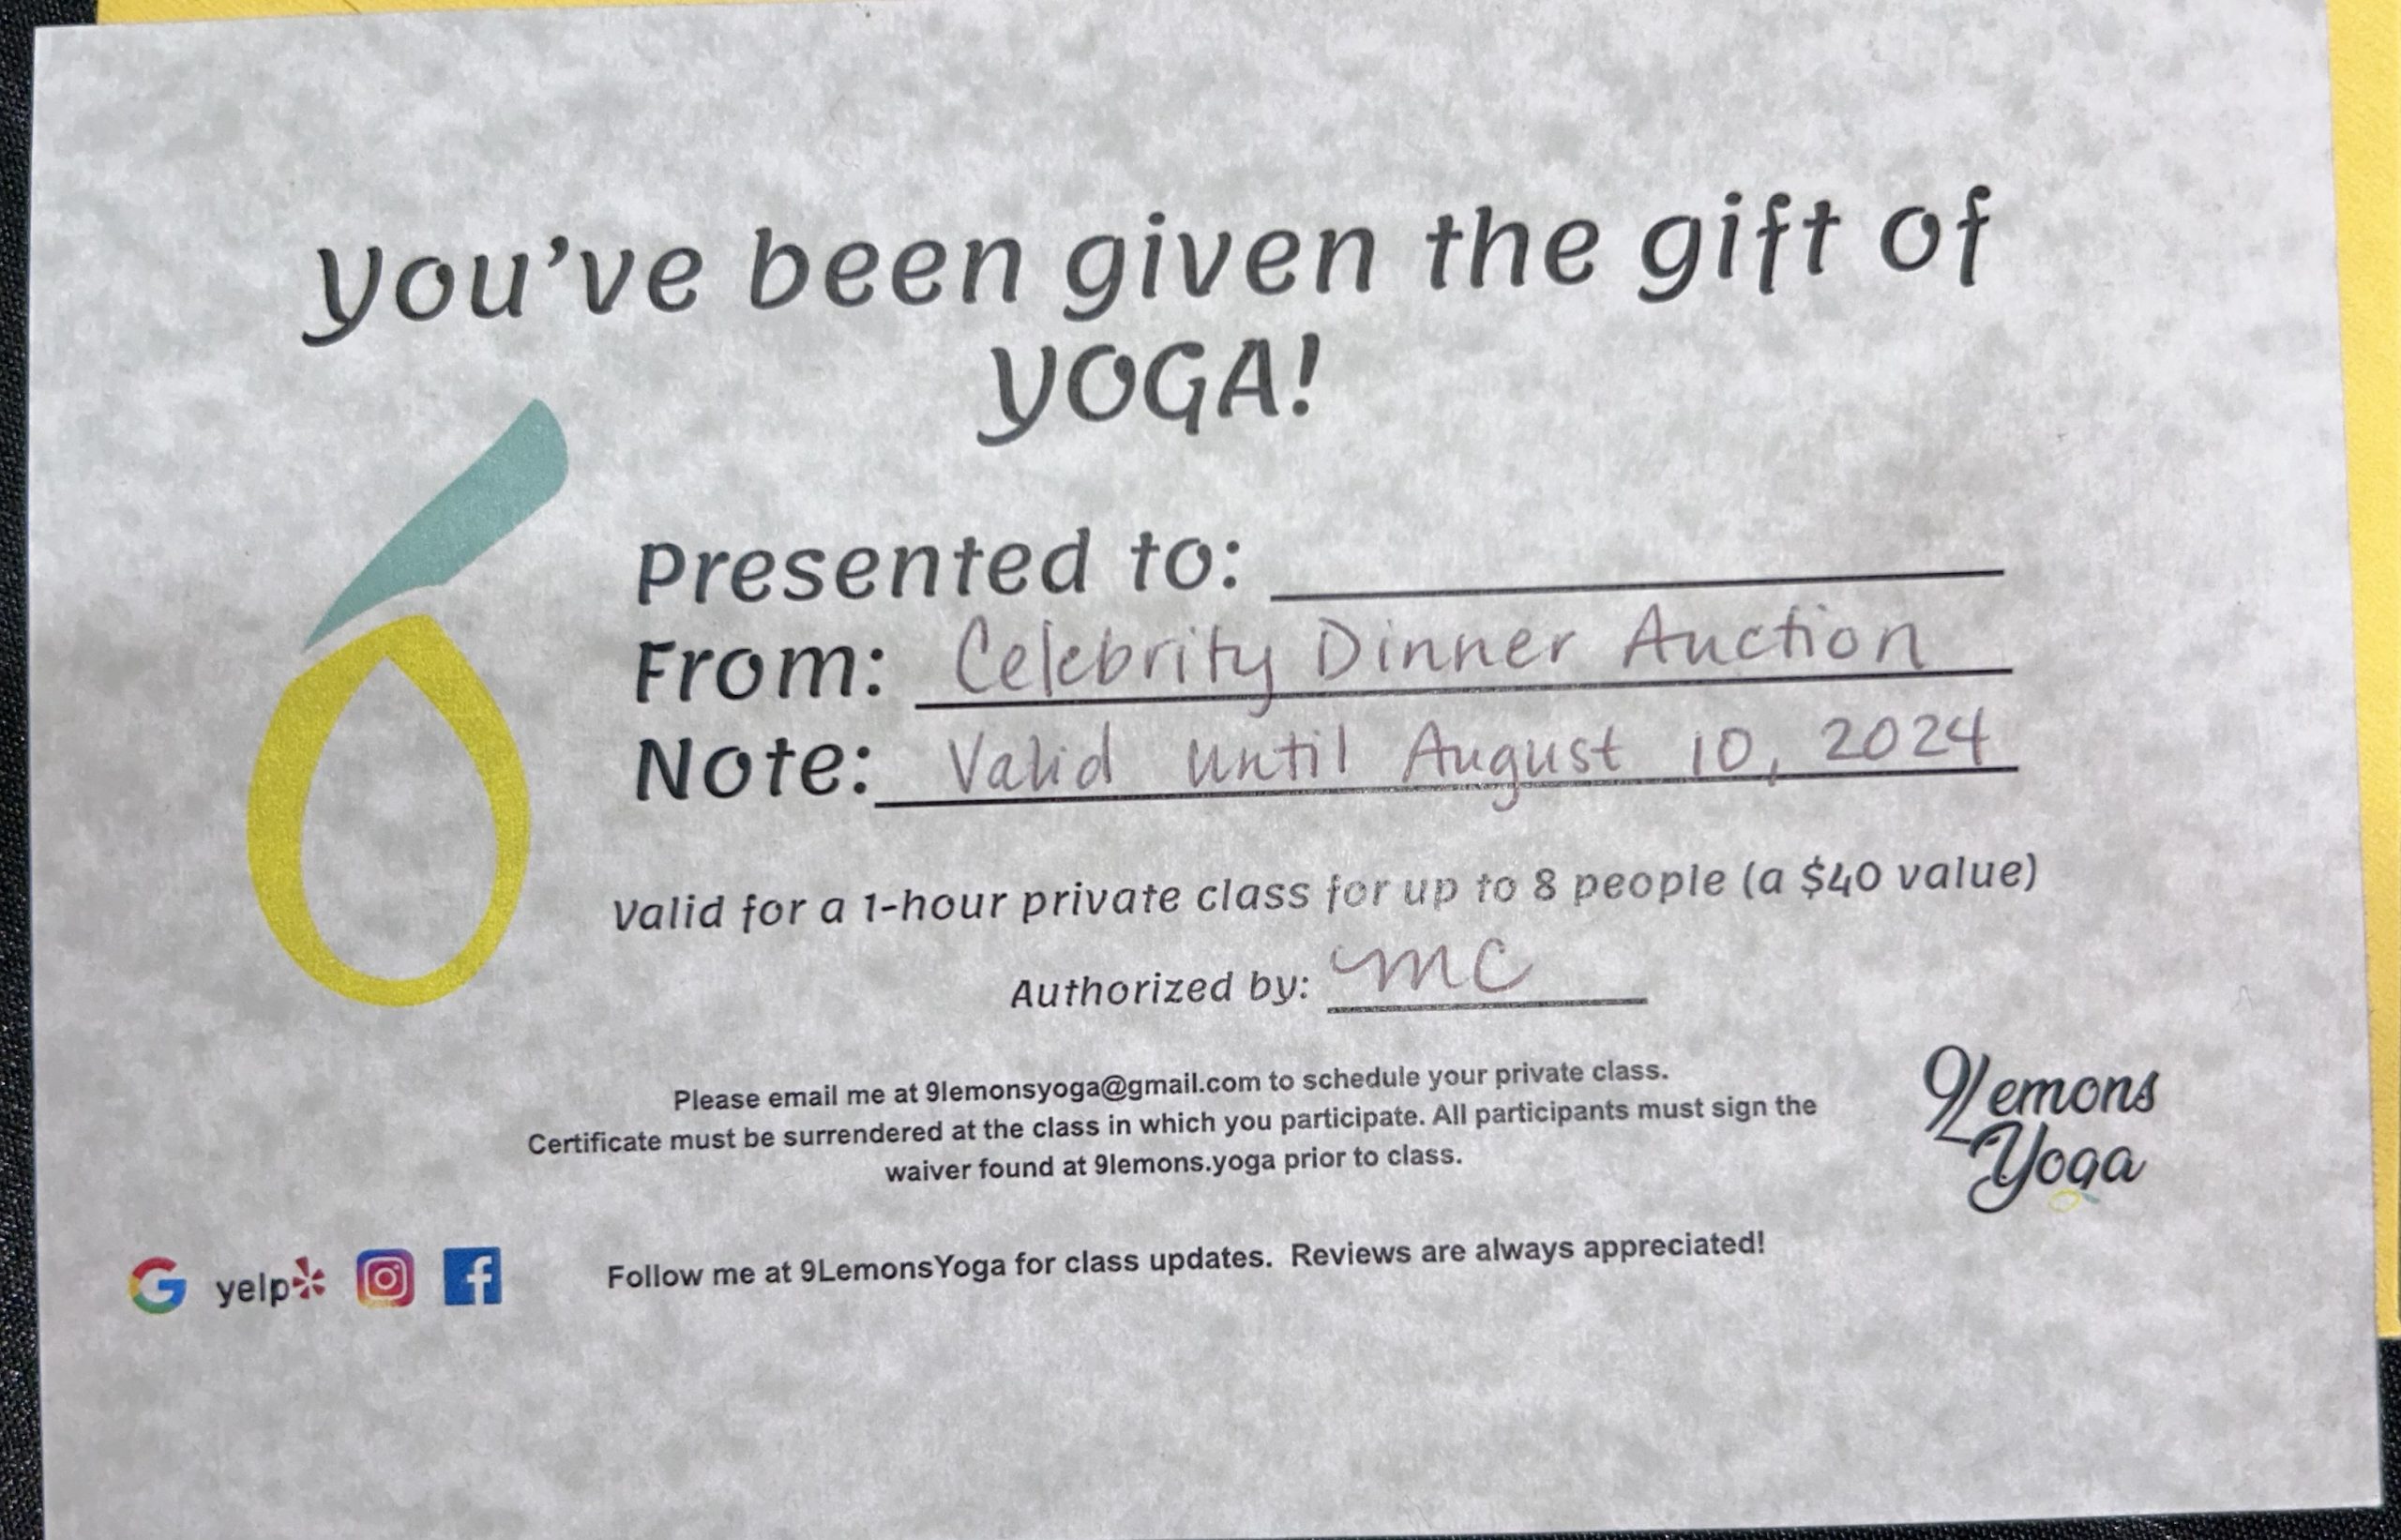 You've been given the gift of
YOGA!
Presented to:
From: Celebrity Dinner Auction
Note: Valid until August 10, 2024
Valid for a 1-hour private class for up to 8 people (a $40 value)
Authorized by: MC
Please email me at 9lemonsyoga@gmail.com to schedule your private class.
Certificate must be surrendered at the class in which you participate. All participants must sign the
waiver found at 9lemons.yoga prior to class.
9Lemons
Yoga
G yelp f Follow me at 9LemonsYoga for class updates. Reviews are always appreciated!